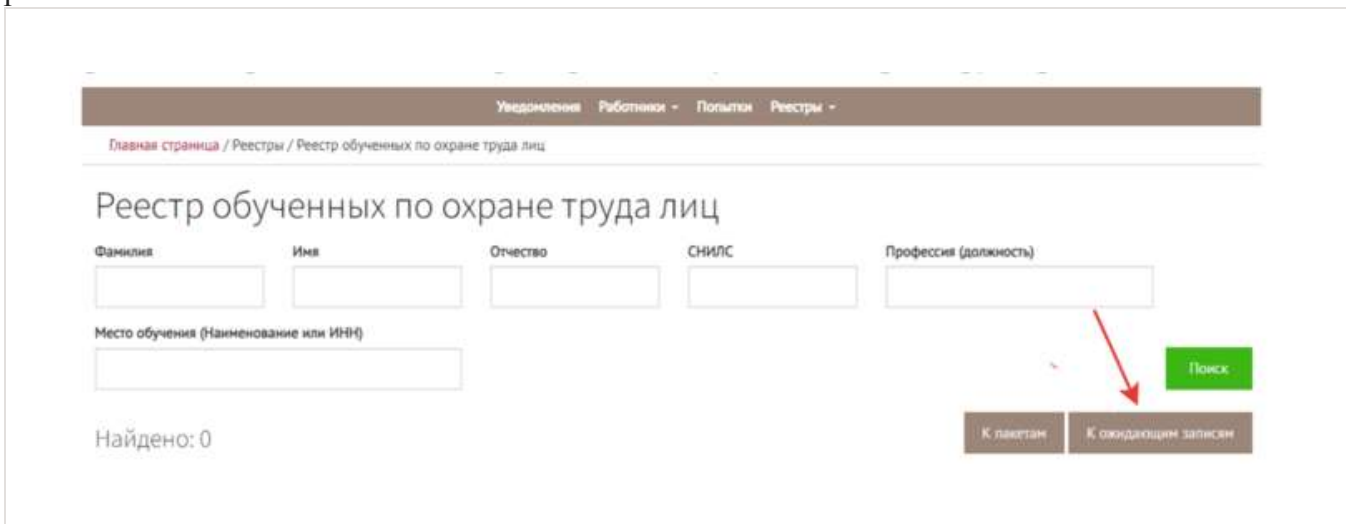 Уведомления Работники Попытки Реестры
Главная страница / Реестры / Реестр обученных по охране труда лиц
Реестр обученных по охране труда лиц
Фамилия Имя Отчество СНИЛС Профессия (должность)
Место обучения (Наименование или ИНН)
Поиск
Найдено: 0 К пакетам К ожидающим записям